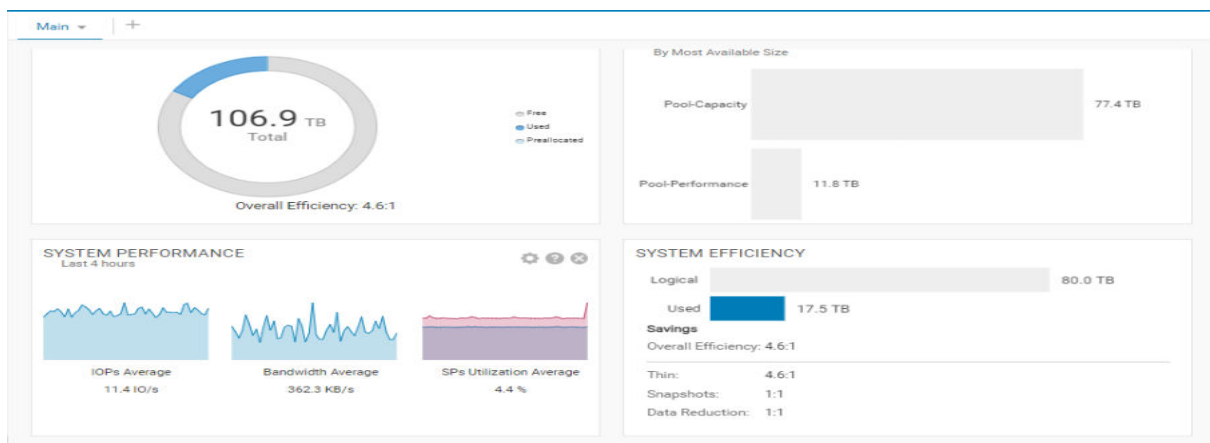 Main
106.9 TB
Total
Free
Used
Preallocated
Overall Efficiency: 4.6:1
By Most Available Size
Pool-Capacity
77.4 TB
Pool-Performance
11.8 TB
SYSTEM PERFORMANCE
Last 4 hours
IOPs Average
11.4 IO/s
Bandwidth Average
362.3 KB/s
SPs Utilization Average
4.4 %
SYSTEM EFFICIENCY
Logical
80.0 TB
Used
17.5 TB
Savings
Overall Efficiency: 4.6:1
Thin: 4.6:1
Snapshots: 1:1
Data Reduction: 1:1